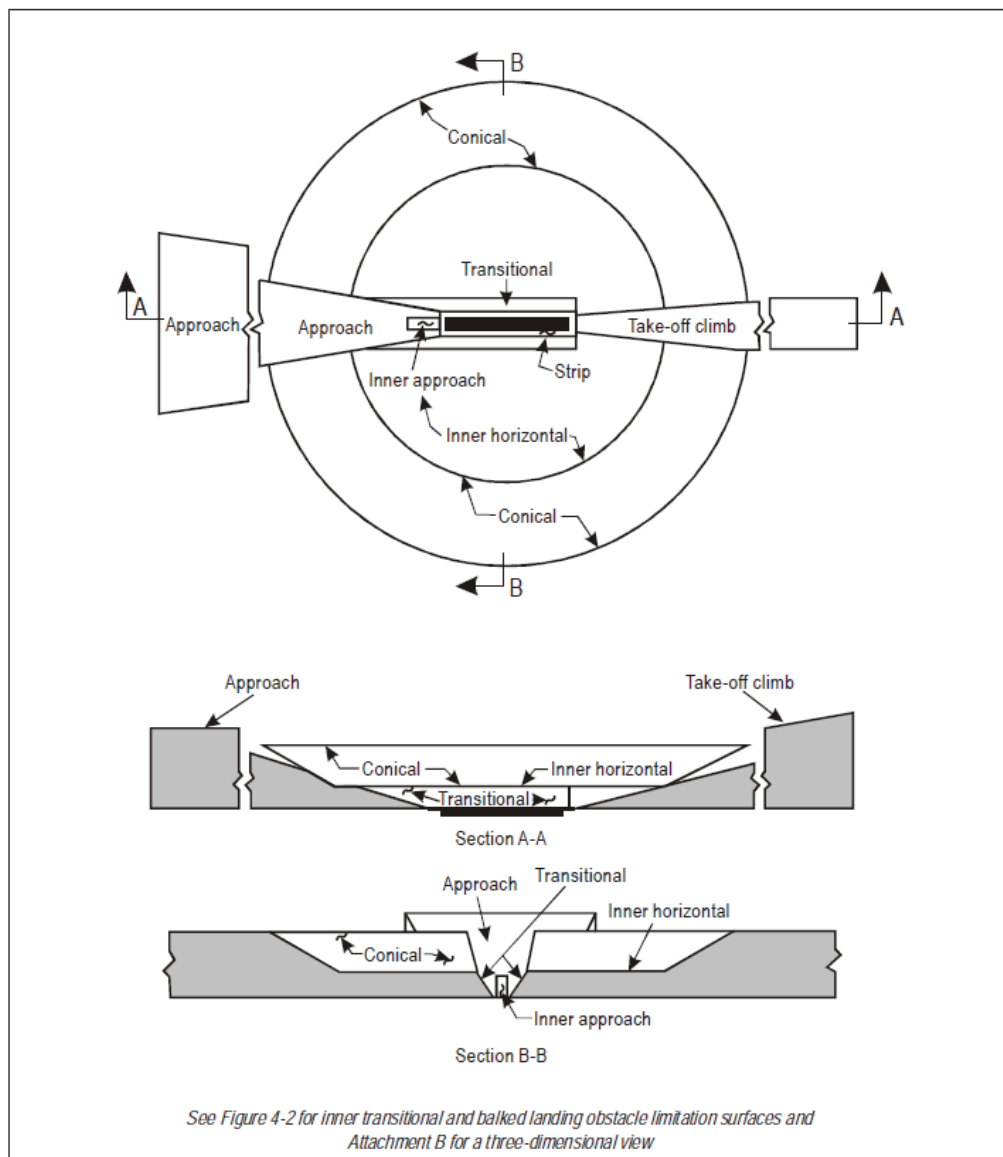 B
Conical
Transitional
A
Approach
Approach
Take-off climb
A
Strip
Inner approach
Inner horizontal
Conical
B
Approach
Take-off climb
Conical
Inner horizontal
Transitional
Section A-A
Transitional
Approach
Inner horizontal
Conical
Inner approach
Section B-B
See Figure 4-2 for inner transitional and balked landing obstacle limitation surfaces and
Attachment B for a three-dimensional view